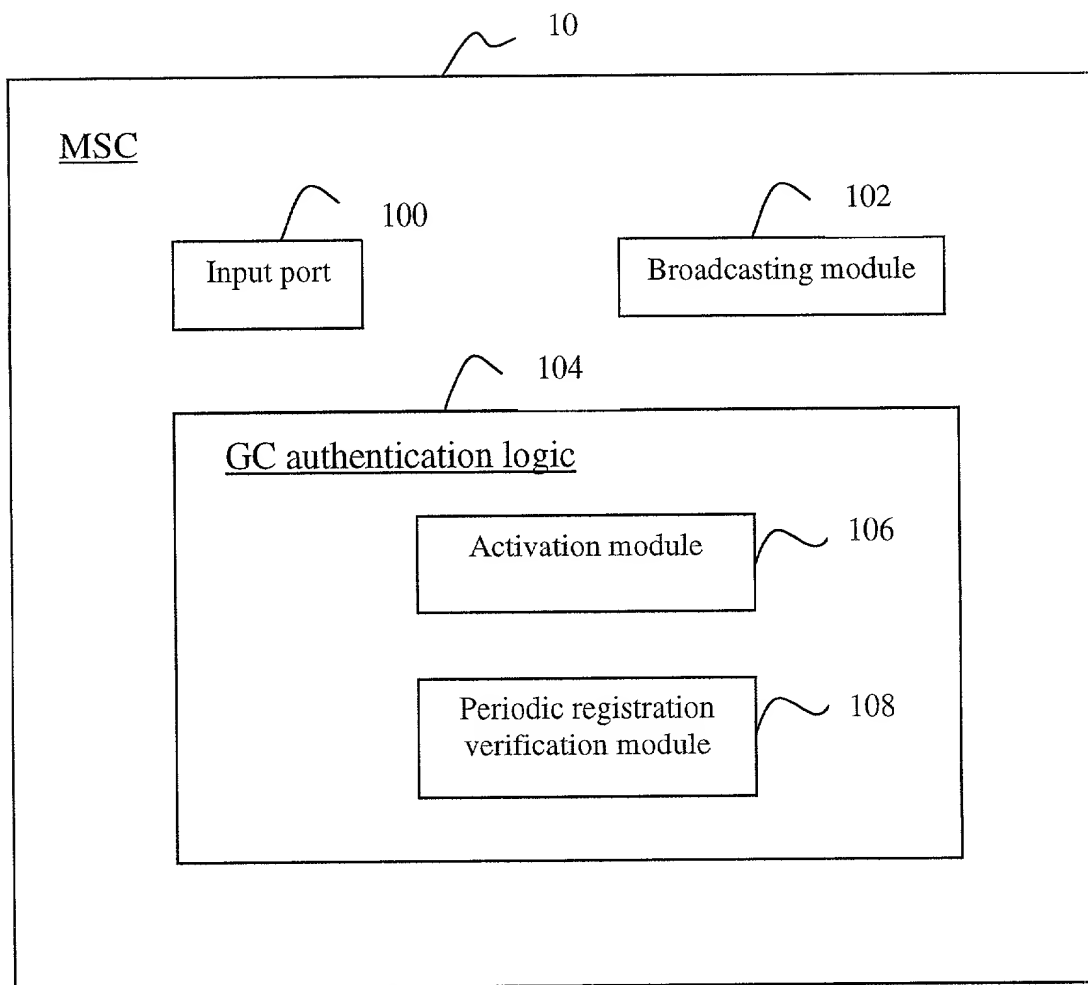 10
MSC
100
102
Input port
Broadcasting module
104
GC authentication logic
Activation module
106
Periodic registration
verification module
108